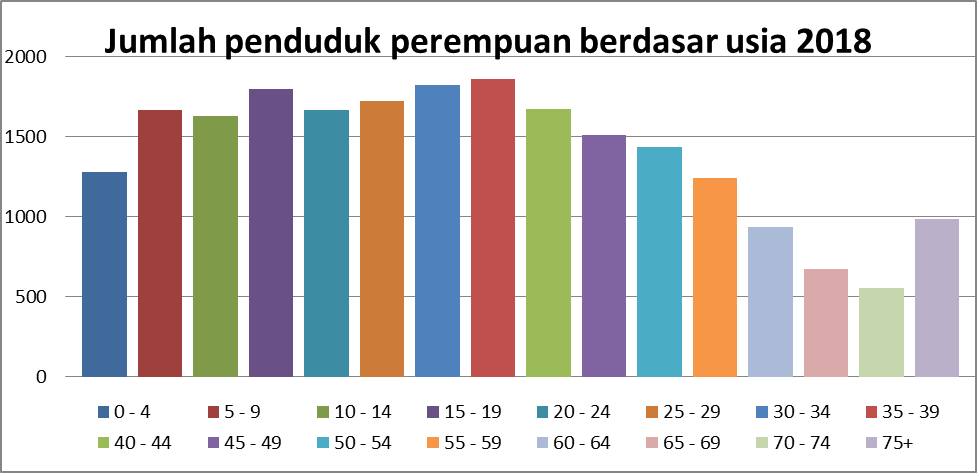 Jumlah penduduk perempuan berdasar usia 2018
2000
1500
1000
500
0
0 - 4 5 - 9 10 - 14 15 - 19 20 - 24 25 - 29 30 - 34 35 - 39
40 - 44 45 - 49 50 - 54 55 - 59 60 - 64 65 - 69 70 - 74 75+